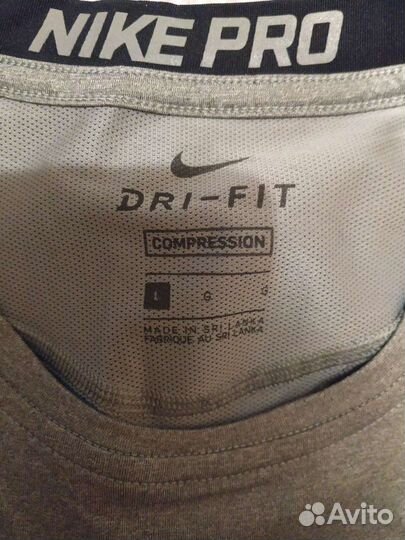 NIKE PRO
DRI-FIT
COMPRESSION
L G G
MADE IN SRI LANKA
FABRIQUE AU SRI LANKA
Avito